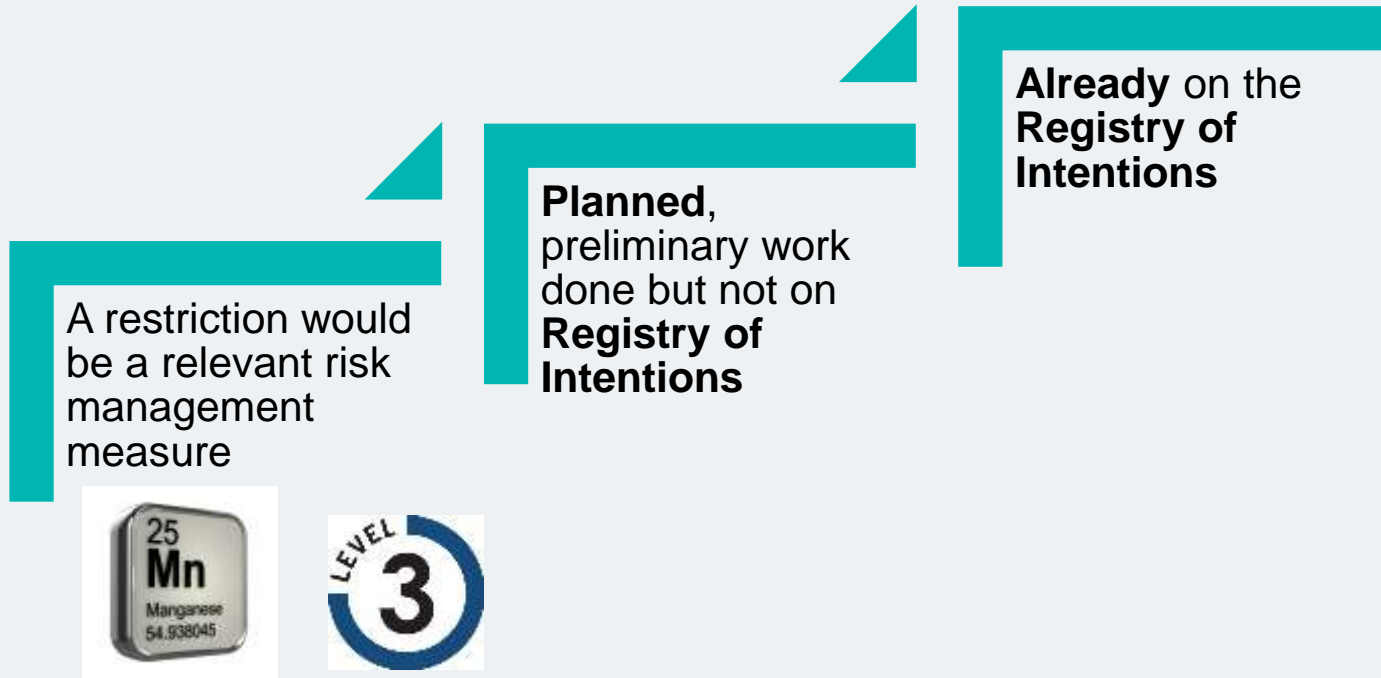 A restriction would
be a relevant risk
management
measure
25
Mn
Manganese
54.938045
LEVEL
3
Planned,
preliminary work
done but not on
Registry of
Intentions
Already on the
Registry of
Intentions